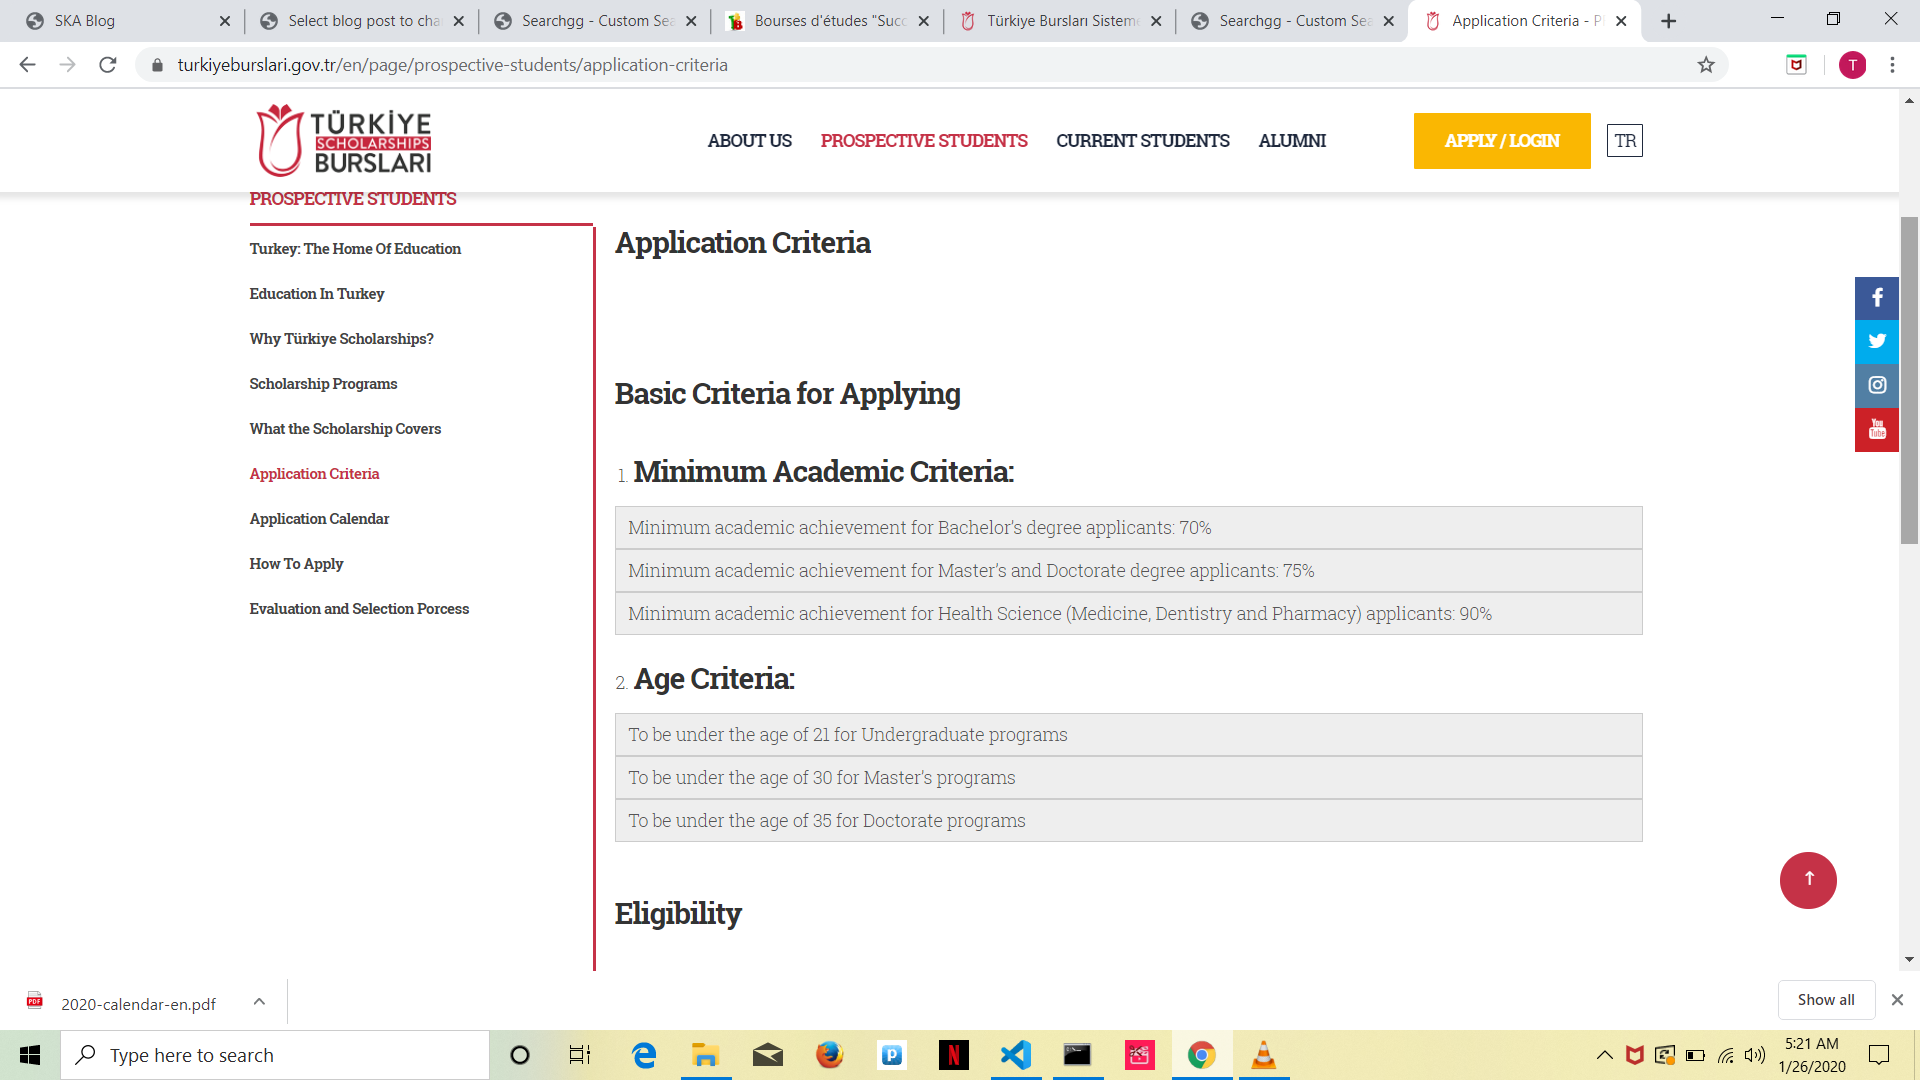 SKA Blog
Select blog post to cha
Searchgg - Custom Sea
Bourses d'études "Succ
Türkiye Bursları Sisteme
Searchgg - Custom Sea
Application Criteria - P
turkiyeburslari.gov.tr/en/page/prospective-students/application-criteria
T
TÜRKİYE
SCHOLARSHIPS
BURSLARI
ABOUT US
PROSPECTIVE STUDENTS
CURRENT STUDENTS
ALUMNI
APPLY / LOGIN
TR
PROSPECTIVE STUDENTS
Turkey: The Home Of Education
Education In Turkey
Why Türkiye Scholarships?
Scholarship Programs
What the Scholarship Covers
Application Criteria
Application Calendar
How To Apply
Evaluation and Selection Porcess
Application Criteria
Basic Criteria for Applying
1. Minimum Academic Criteria:
Minimum academic achievement for Bachelor's degree applicants: 70%
Minimum academic achievement for Master's and Doctorate degree applicants: 75%
Minimum academic achievement for Health Science (Medicine, Dentistry and Pharmacy) applicants: 90%
2. Age Criteria:
To be under the age of 21 for Undergraduate programs
To be under the age of 30 for Master's programs
To be under the age of 35 for Doctorate programs
Eligibility
You
Tube
PDF
2020-calendar-en.pdf
Show all
Type here to search
5:21 AM
1/26/2020